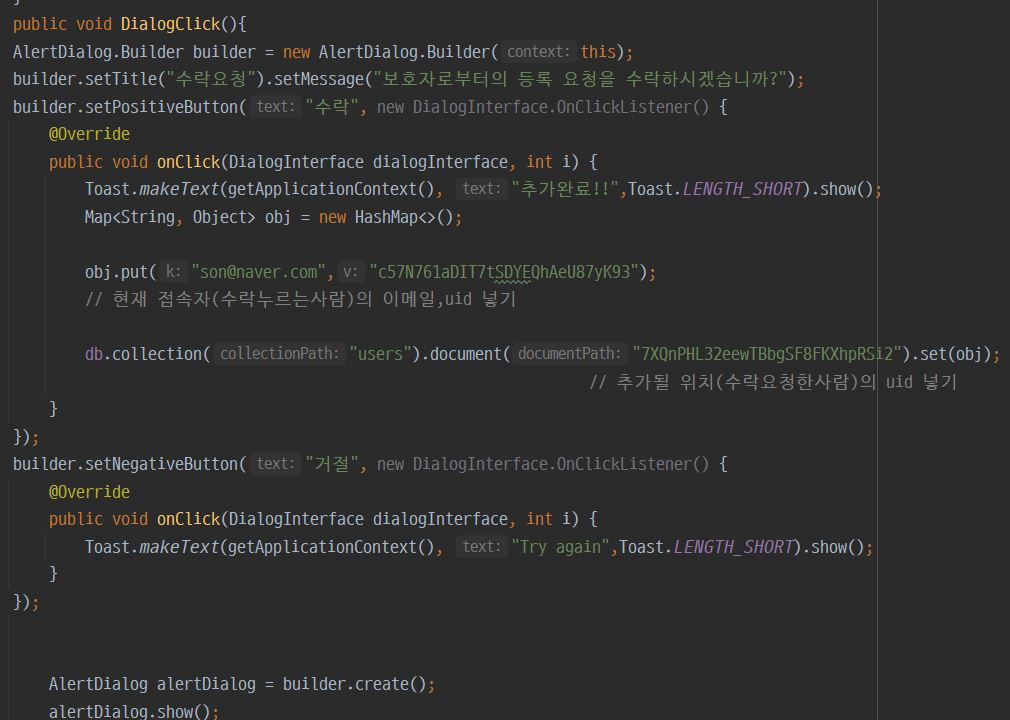 }
public void DialogClick(){
AlertDialog.Builder builder = new AlertDialog.Builder( context: this);
builder.setTitle("수락요청").setMessage("보호자로부터의 등록 요청을 수락하시겠습니까?");
builder.setPositiveButton( text: "수락", new DialogInterface.OnClickListener() {
@Override
public void onClick(DialogInterface dialogInterface, int i) {
Toast.makeText(getApplicationContext(), text: "추가완료!!",Toast.LENGTH_SHORT).show();
Map<String, Object> obj = new HashMap<>();
obj.put( k: "son@naver.com", v: "c57N761aDIT7tSDYEQhAeU87yK93");
// 현재 접속자(수락누르는사람)의 이메일,uid 넣기
db.collection( collectionPath: "users").document( documentPath: "7XQnPHL32eewTBbgSF8FKXhpRSi2").set(obj);
// 추가될 위치(수락요청한사람)의 uid 넣기
}
});
builder.setNegativeButton( text: "거절", new DialogInterface.OnClickListener() {
@Override
public void onClick(DialogInterface dialogInterface, int i) {
Toast.makeText(getApplicationContext(), text: "Try again",Toast.LENGTH_SHORT).show();
}
});
AlertDialog alertDialog = builder.create();
alertDialog.show();